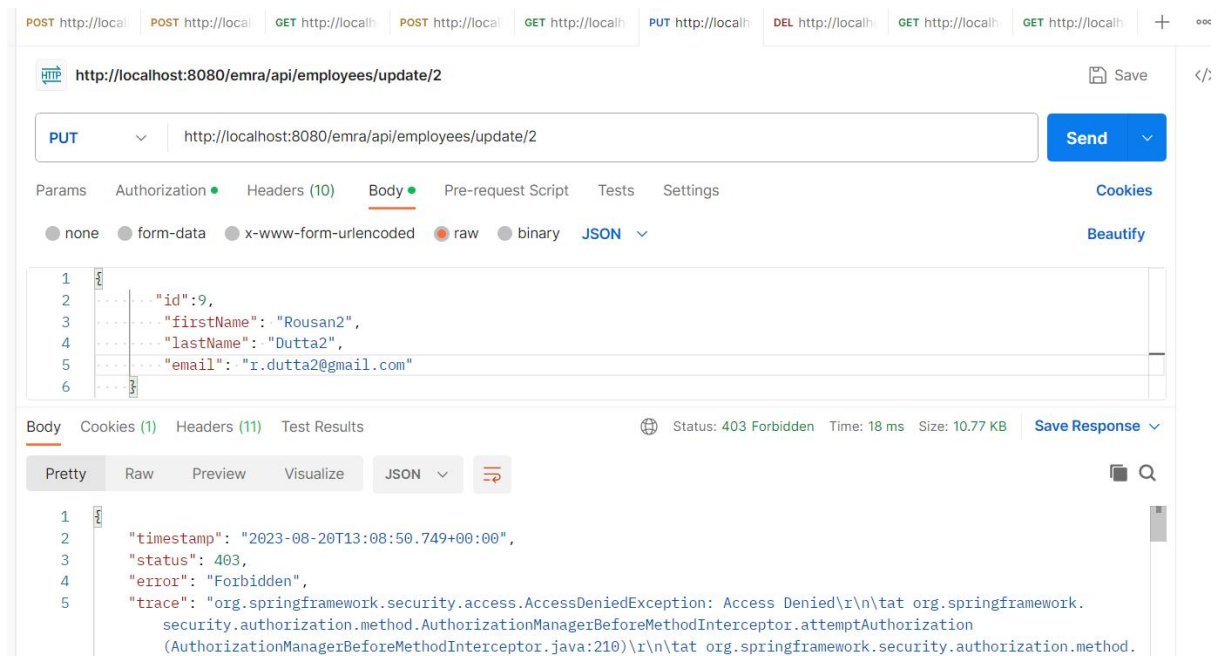 POST http://local POST http://local GET http://localh POST http://local GET http://localh PUT http://localh DEL http://localh GET http://localh GET http://localh + ooo
HTTP http://localhost:8080/emra/api/employees/update/2 Save </>
PUT http://localhost:8080/emra/api/employees/update/2 Send
Params Authorization Headers (10) Body Pre-request Script Tests Settings Cookies
none form-data x-www-form-urlencoded raw binary JSON Beautify
1 {
2 "id":9,
3 "firstName": "Rousan2",
4 "lastName": "Dutta2",
5 "email": "r.dutta2@gmail.com"
6 }
Body Cookies (1) Headers (11) Test Results Status: 403 Forbidden Time: 18 ms Size: 10.77 KB Save Response
Pretty Raw Preview Visualize JSON
1 {
2 "timestamp": "2023-08-20T13:08:50.749+00:00",
3 "status": 403,
4 "error": "Forbidden",
5 "trace": "org.springframework.security.access.AccessDeniedException: Access Denied\r\n\tat org.springframework.
security.authorization.method.AuthorizationManagerBeforeMethodInterceptor.attemptAuthorization
(AuthorizationManagerBeforeMethodInterceptor.java:210)\r\n\tat org.springframework.security.authorization.method.